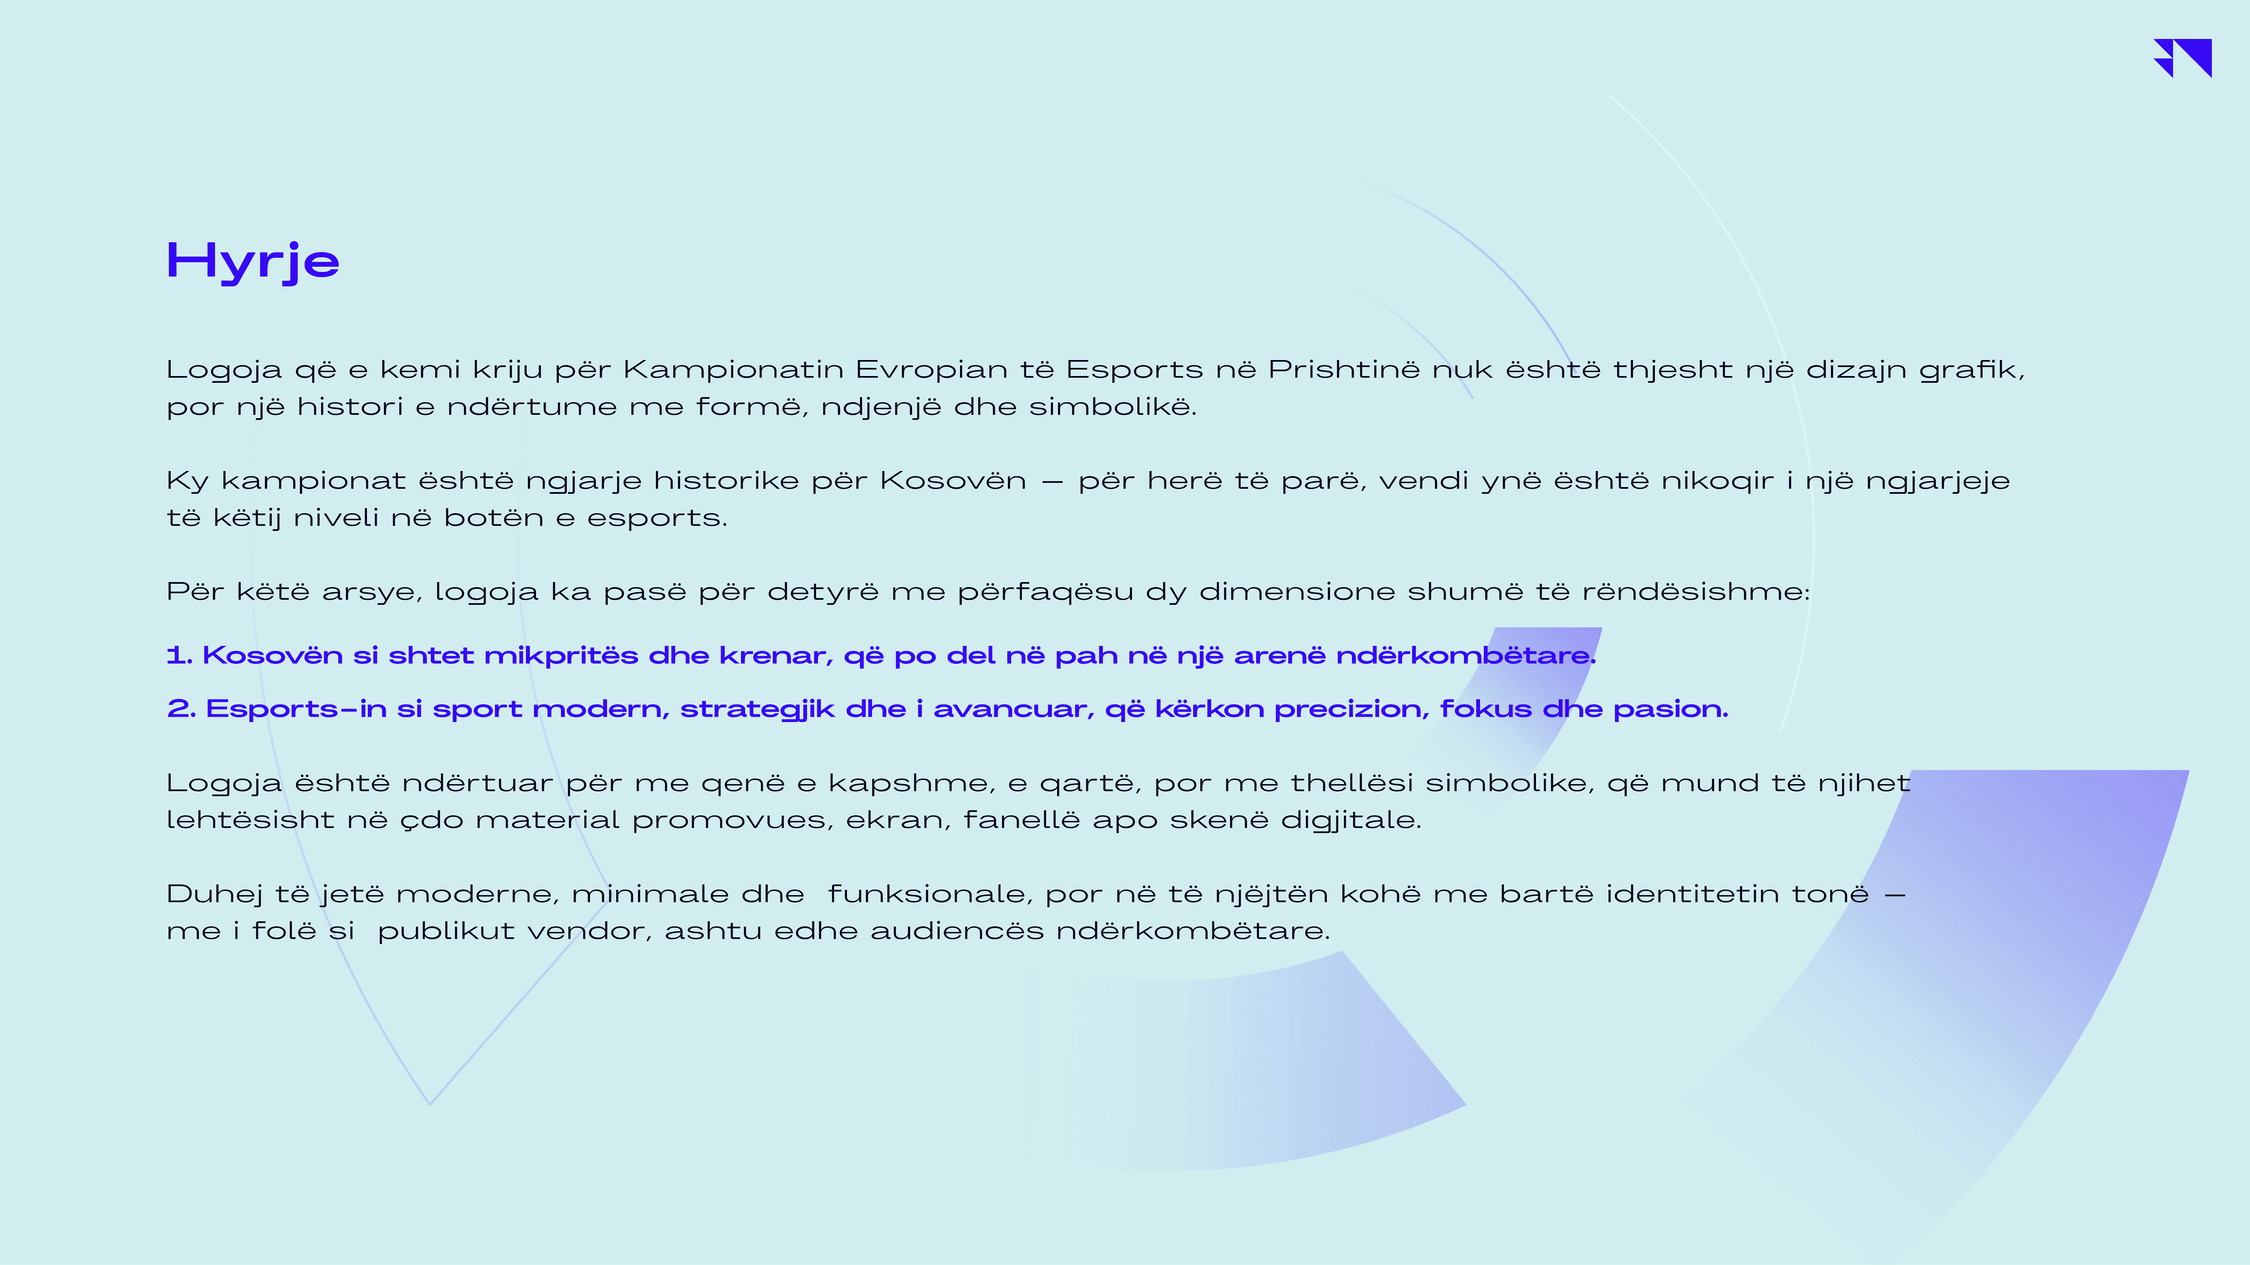 Hyrje
Logoja që e kemi kriju për Kampionatin Evropian të Esports në Prishtinë nuk është thjesht një dizajn grafik,
por një histori e ndërtume me formë, ndjenjë dhe simbolikë.
Ky kampionat është ngjarje historike për Kosovën – për herë të parë, vendi ynë është nikoqir i një ngjarjeje
të këtij niveli në botën e esports.
Për këtë arsye, logoja ka pasë për detyrë me përfaqësu dy dimensione shumë të rëndësishme:
1. Kosovën si shtet mikpritës dhe krenar, që po del në pah në një arenë ndërkombëtare.
2. Esports-in si sport modern, strategjik dhe i avancuar, që kërkon precizion, fokus dhe pasion.
Logoja është ndërtuar për me qenë e kapshme, e qartë, por me thellësi simbolike, që mund të njihet
lehtësisht në çdo material promovues, ekran, fanellë apo skenë digjitale.
Duhej të jetë moderne, minimale dhe  funksionale, por në të njëjtën kohë me bartë identitetin tonë –
me i folë si  publikut vendor, ashtu edhe audiencës ndërkombëtare.